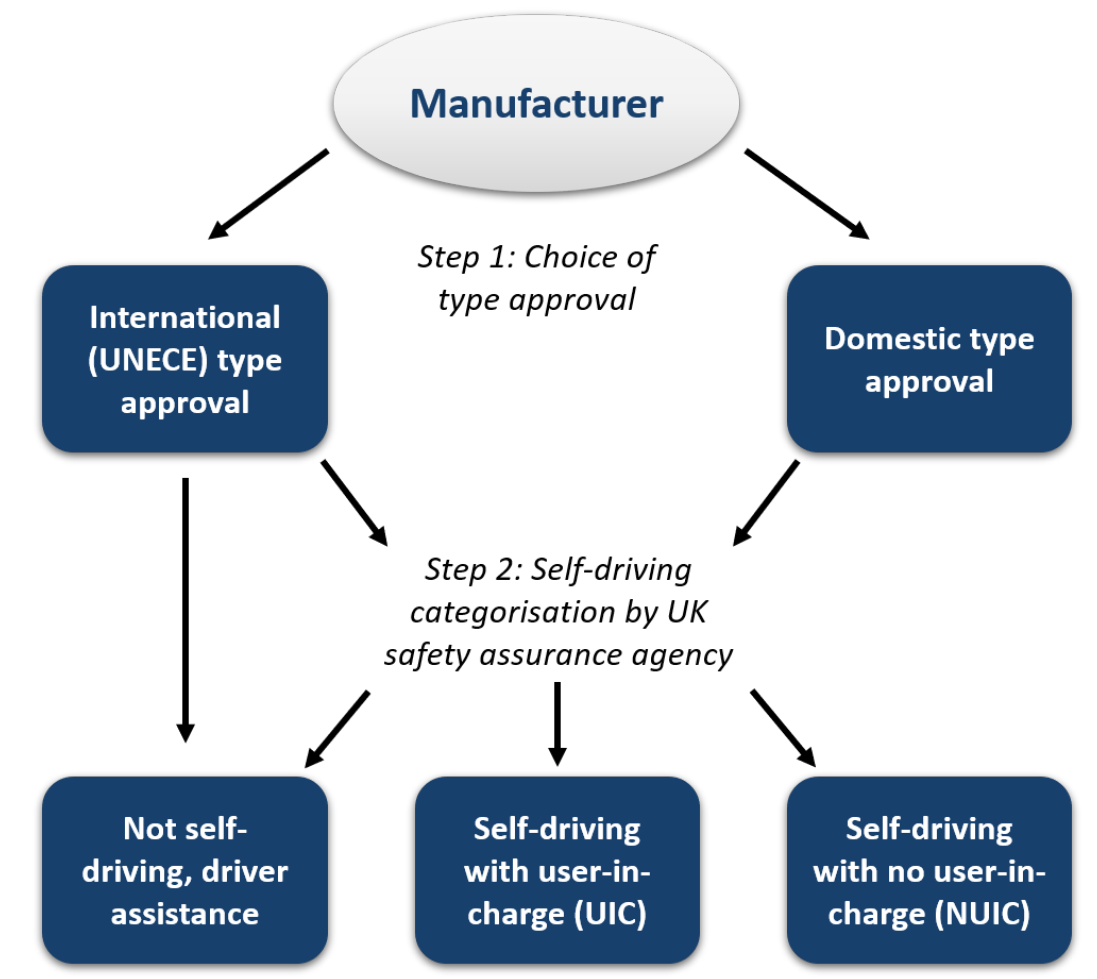 Manufacturer
Step 1: Choice of
type approval
International
(UNECE) type
approval
Domestic type
approval
Step 2: Self-driving
categorisation by UK
safety assurance agency
Not self-
driving, driver
assistance
Self-driving
with user-in-
charge (UIC)
Self-driving
with no user-in-
charge (NUIC)